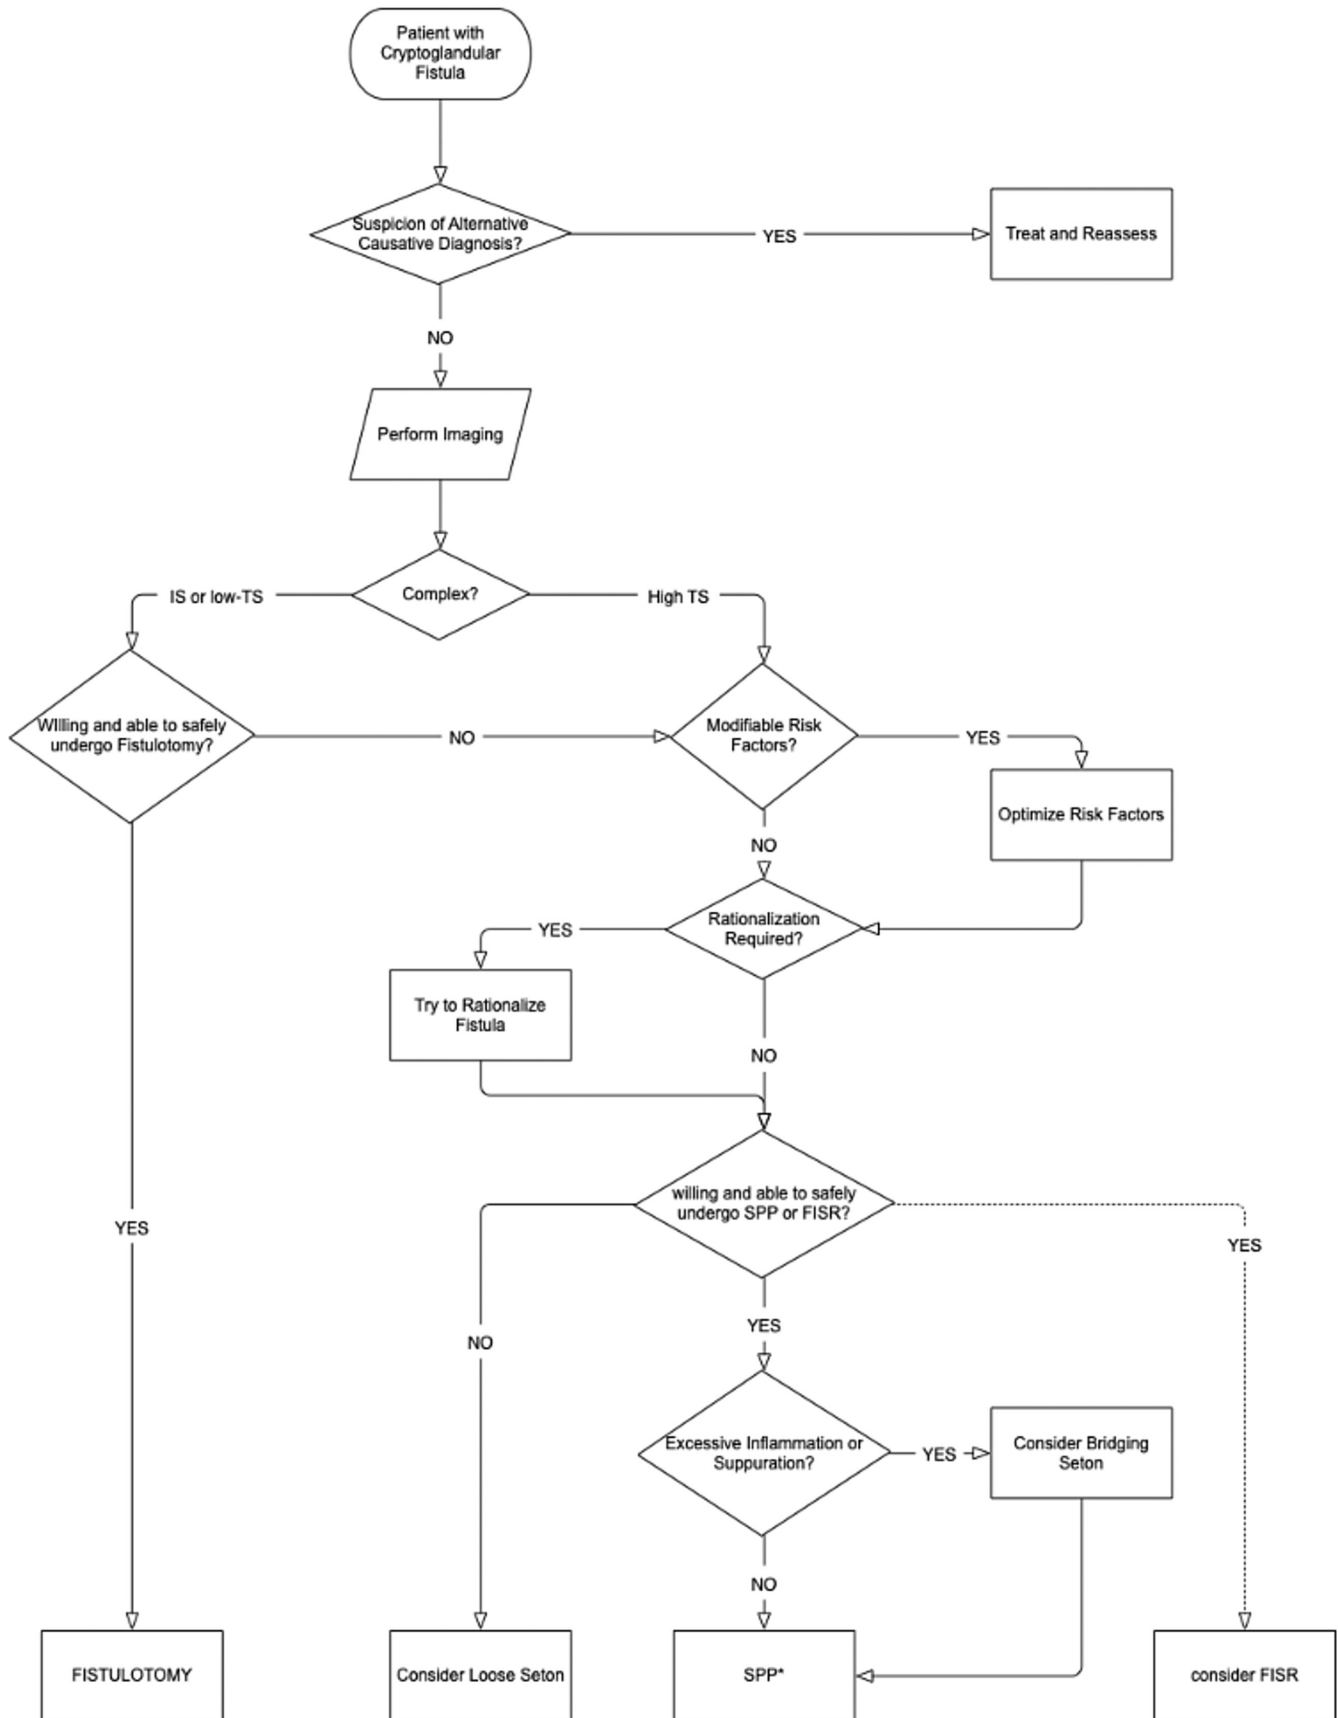 Patient with
Cryptoglandular
Fistula
Suspicion of Alternative
Causative Diagnosis?
YES
Treat and Reassess
NO
Perform Imaging
IS or low-TS
Complex?
High TS
WIlling and able to safely
undergo Fistulotomy?
NO
Modifiable Risk
Factors?
YES
Optimize Risk Factors
NO
Rationalization
Required?
YES
Try to Rationalize
Fistula
NO
willing and able to safely
undergo SPP or FISR?
YES
YES
NO
YES
Excessive Inflammation or
Suppuration?
YES
Consider Bridging
Seton
NO
FISTULOTOMY
Consider Loose Seton
SPP*
consider FISR